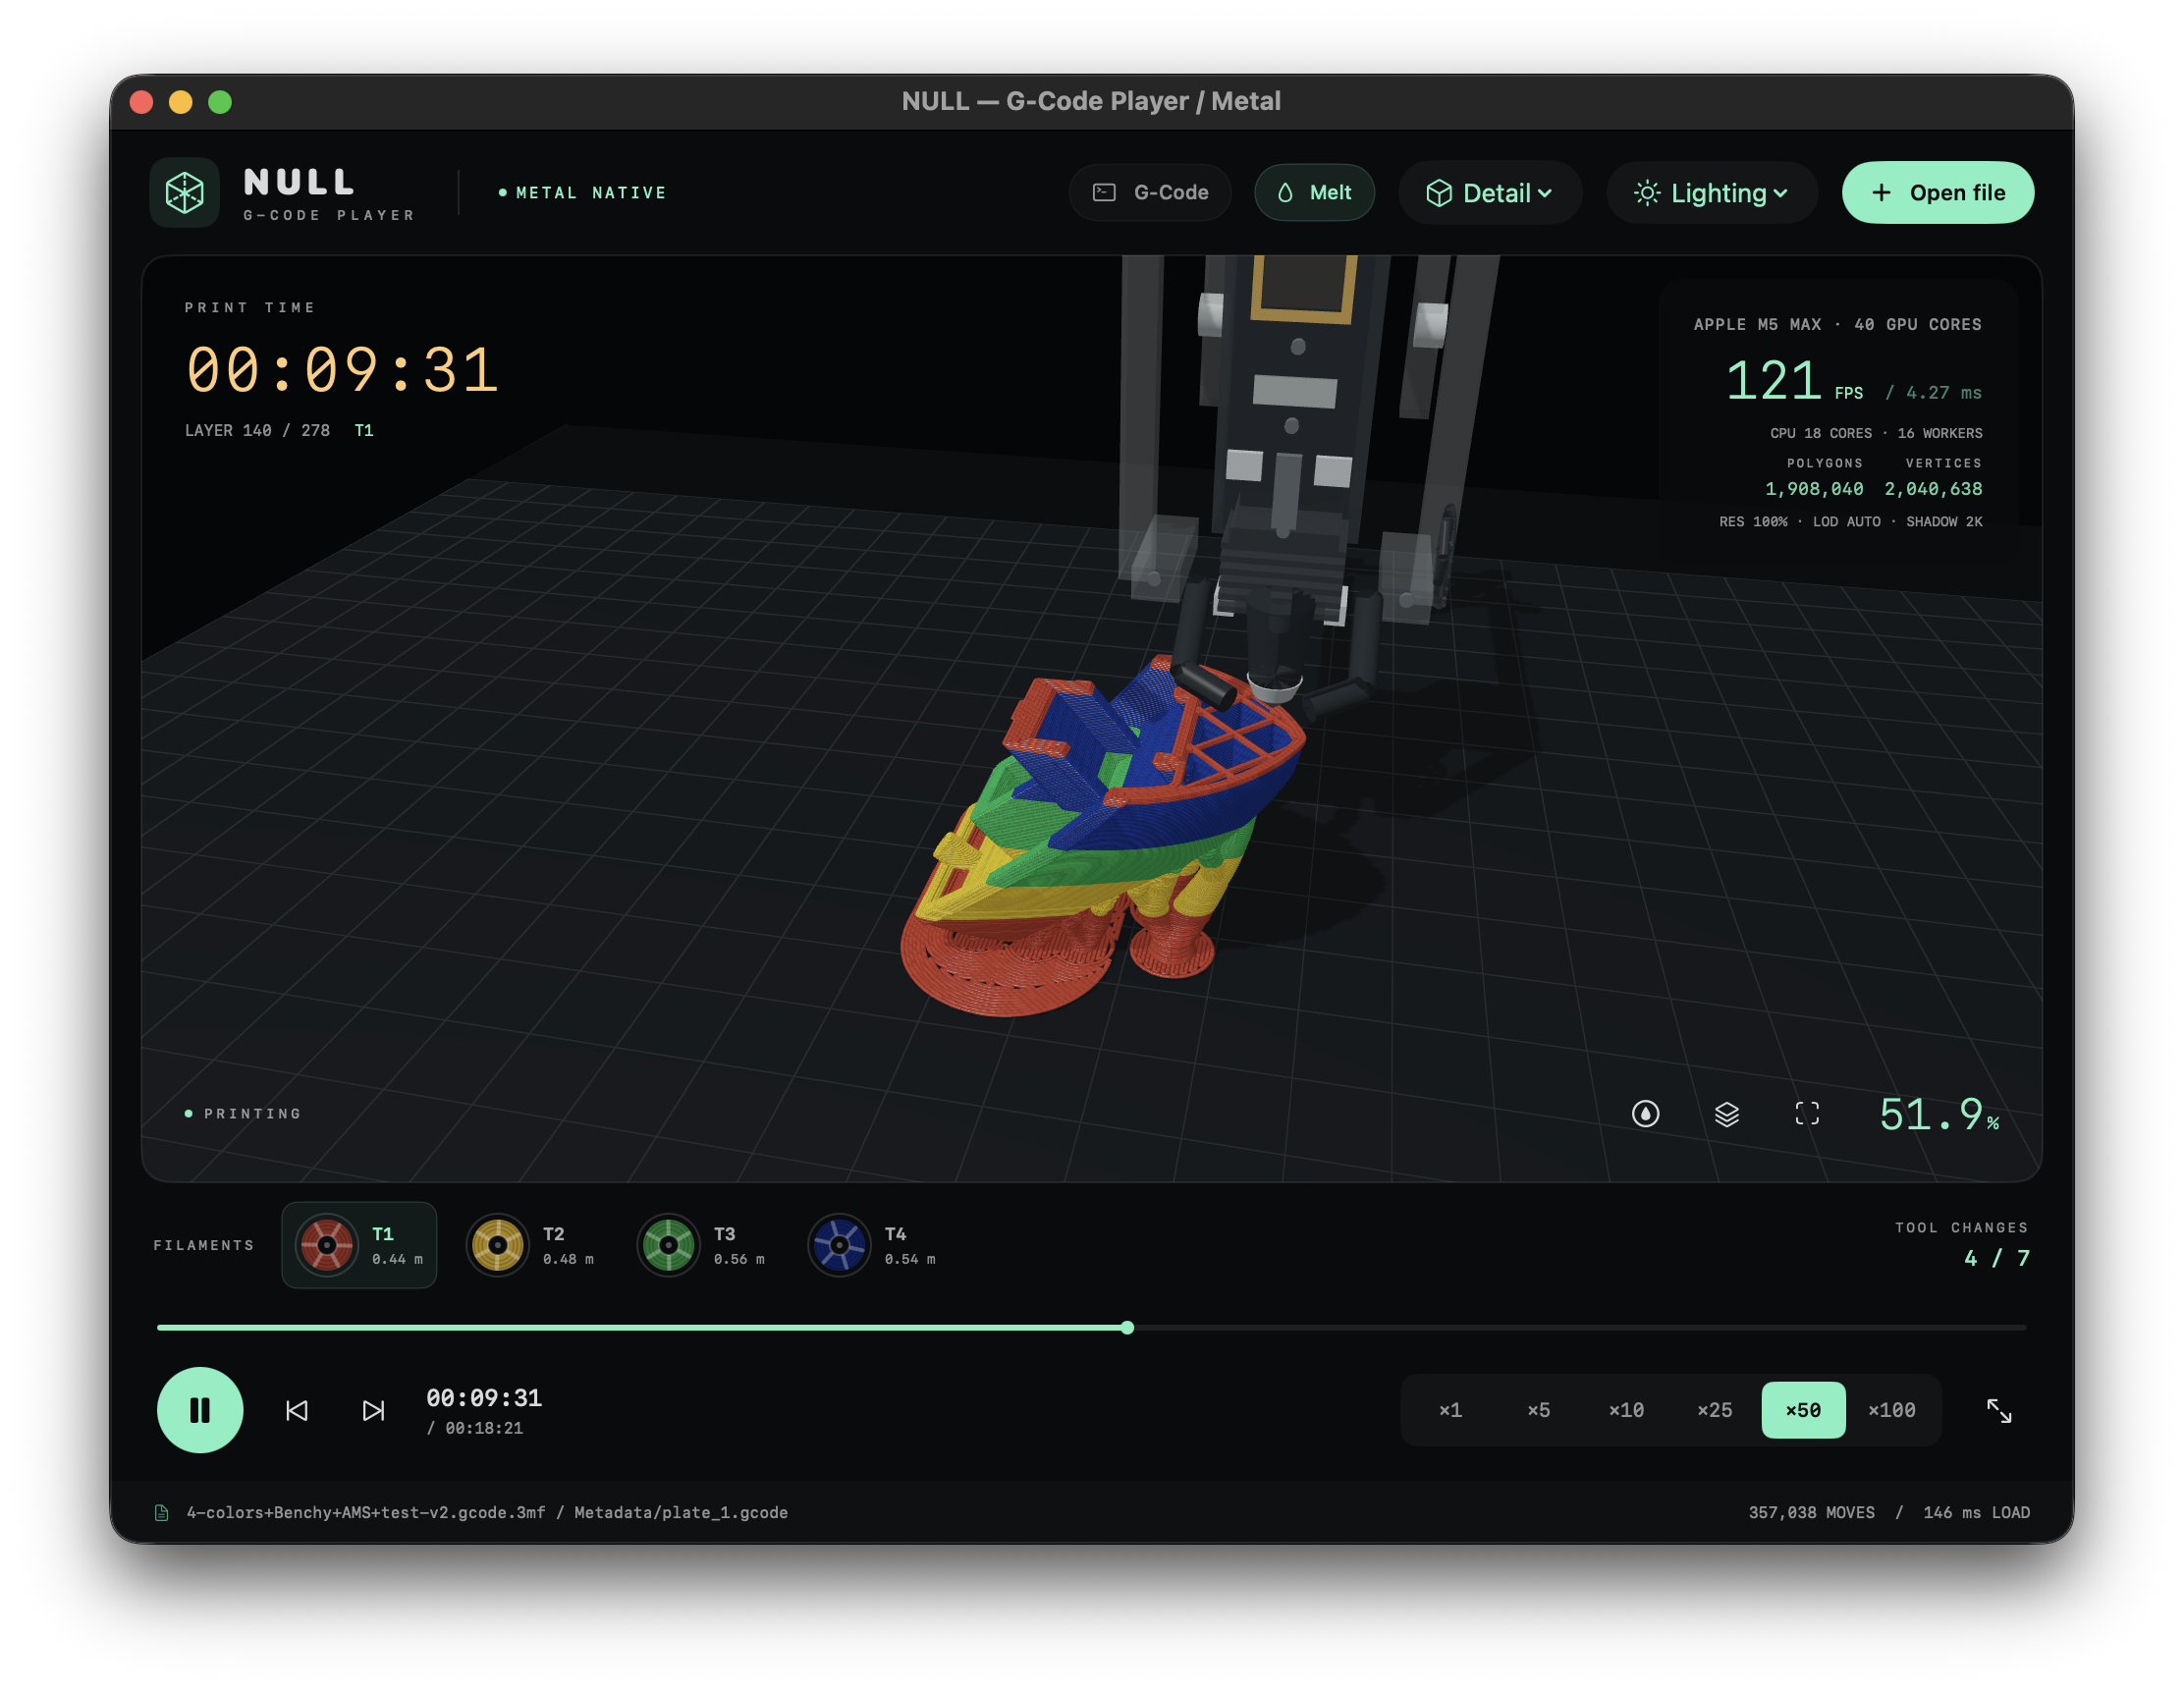 NULL — G-Code Player / Metal
NULL
G-CODE PLAYER
METAL NATIVE
G-Code
Melt
Detail
Lighting
+ Open file
PRINT TIME
00:09:31
LAYER 140 / 278 T1
APPLE M5 MAX · 40 GPU CORES
121 FPS / 4.27 ms
CPU 18 CORES · 16 WORKERS
POLYGONS VERTICES
1,908,040 2,040,638
RES 100% · LOD AUTO · SHADOW 2K
PRINTING
51.9%
FILAMENTS
T1
0.44 m
T2
0.48 m
T3
0.56 m
T4
0.54 m
TOOL CHANGES
4 / 7
00:09:31
/ 00:18:21
×1 ×5 ×10 ×25 ×50 ×100
4-colors+Benchy+AMS+test-v2.gcode.3mf / Metadata/plate_1.gcode
357,038 MOVES / 146 ms LOAD